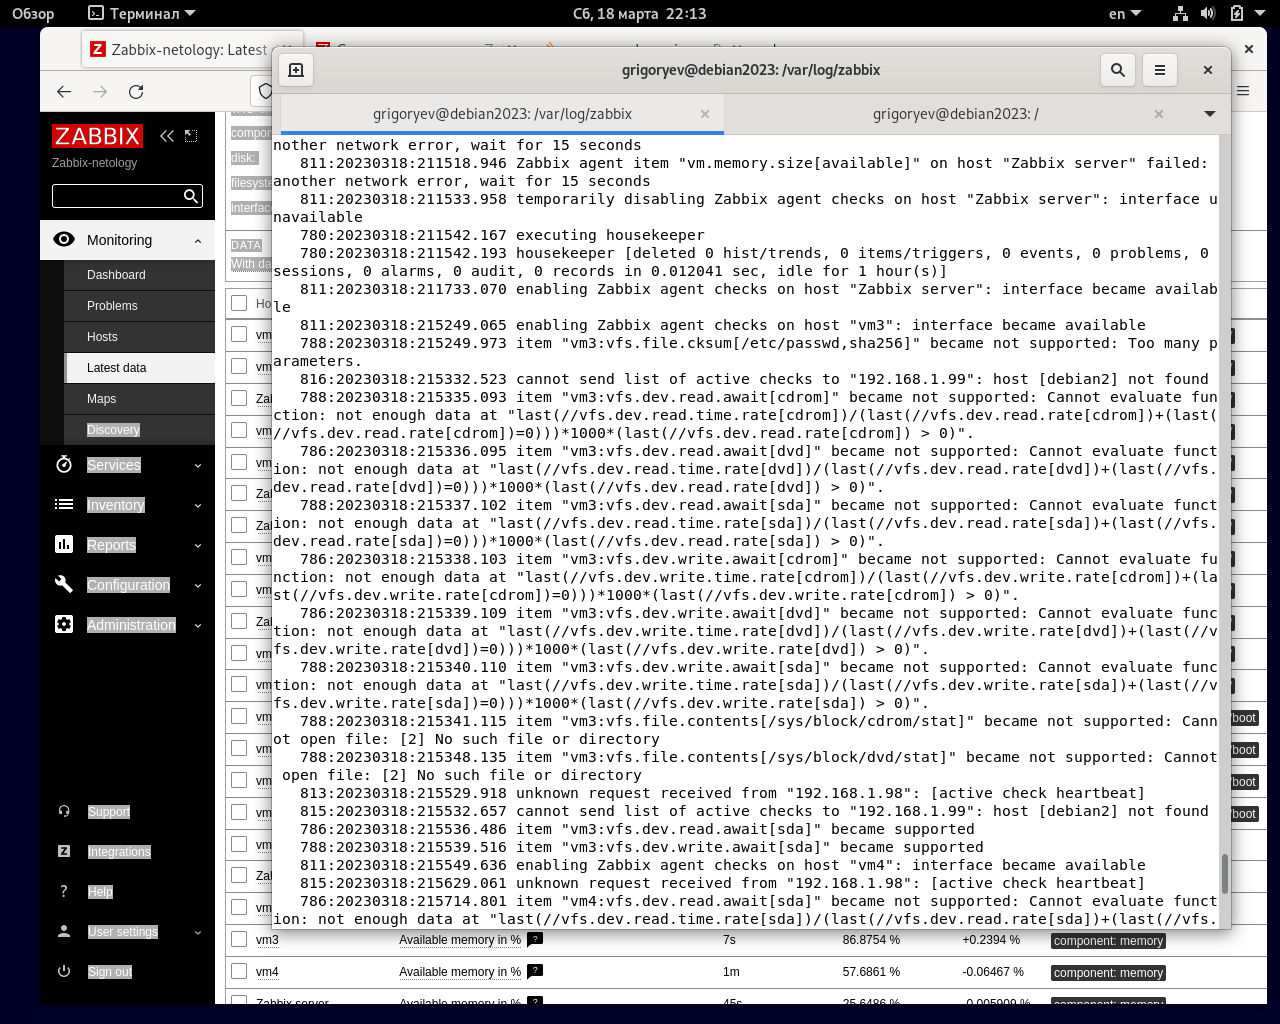 Обзор
Терминал
Сб, 18 марта 22:13
en
Zabbix-netology: Latest
grigoryev@debian2023: /var/log/zabbix
grigoryev@debian2023: /var/log/zabbix
grigoryev@debian2023: /
ZABBIX
Zabbix-netology
Monitoring
Dashboard
Problems
Hosts
Latest data
Maps
Discovery
Services
Inventory
Reports
Configuration
Administration
Support
Integrations
Help
User settings
Sign out
disk:
DATA
nother network error, wait for 15 seconds
811:20230318:211518.946 Zabbix agent item "vm.memory.size[available]" on host "Zabbix server" failed:
another network error, wait for 15 seconds
811:20230318:211533.958 temporarily disabling Zabbix agent checks on host "Zabbix server": interface u
navailable
780:20230318:211542.167 executing housekeeper
780:20230318:211542.193 housekeeper [deleted 0 hist/trends, 0 items/triggers, 0 events, 0 problems, 0
sessions, 0 alarms, 0 audit, 0 records in 0.012041 sec, idle for 1 hour(s)]
811:20230318:211733.070 enabling Zabbix agent checks on host "Zabbix server": interface became availab
le
811:20230318:215249.065 enabling Zabbix agent checks on host "vm3": interface became available
788:20230318:215249.973 item "vm3:vfs.file.cksum[/etc/passwd,sha256]" became not supported: Too many p
arameters.
816:20230318:215332.523 cannot send list of active checks to "192.168.1.99": host [debian2] not found
788:20230318:215335.093 item "vm3:vfs.dev.read.await[cdrom]" became not supported: Cannot evaluate fun
ction: not enough data at "last(//vfs.dev.read.time.rate[cdrom])/(last(//vfs.dev.read.rate[cdrom])+(last(
//vfs.dev.read.rate[cdrom])=0)))*1000*(last(//vfs.dev.read.rate[cdrom]) > 0)".
786:20230318:215336.095 item "vm3:vfs.dev.read.await[dvd]" became not supported: Cannot evaluate funct
ion: not enough data at "last(//vfs.dev.read.time.rate[dvd])/(last(//vfs.dev.read.rate[dvd])+(last(//vfs.
dev.read.rate[dvd])=0)))*1000*(last(//vfs.dev.read.rate[dvd]) > 0)".
788:20230318:215337.102 item "vm3:vfs.dev.read.await[sda]" became not supported: Cannot evaluate funct
ion: not enough data at "last(//vfs.dev.read.time.rate[sda])/(last(//vfs.dev.read.rate[sda])+(last(//vfs.
dev.read.rate[sda])=0)))*1000*(last(//vfs.dev.read.rate[sda]) > 0)".
786:20230318:215338.103 item "vm3:vfs.dev.write.await[cdrom]" became not supported: Cannot evaluate fu
nction: not enough data at "last(//vfs.dev.write.time.rate[cdrom])/(last(//vfs.dev.write.rate[cdrom])+(la
st(//vfs.dev.write.rate[cdrom])=0)))*1000*(last(//vfs.dev.write.rate[cdrom]) > 0)".
786:20230318:215339.109 item "vm3:vfs.dev.write.await[dvd]" became not supported: Cannot evaluate func
tion: not enough data at "last(//vfs.dev.write.time.rate[dvd])/(last(//vfs.dev.write.rate[dvd])+(last(//v
fs.dev.write.rate[dvd])=0)))*1000*(last(//vfs.dev.write.rate[dvd]) > 0)".
788:20230318:215340.110 item "vm3:vfs.dev.write.await[sda]" became not supported: Cannot evaluate func
tion: not enough data at "last(//vfs.dev.write.time.rate[sda])/(last(//vfs.dev.write.rate[sda])+(last(//v
fs.dev.write.rate[sda])=0)))*1000*(last(//vfs.dev.write.rate[sda]) > 0)".
788:20230318:215341.115 item "vm3:vfs.file.contents[/sys/block/cdrom/stat]" became not supported: Cann
ot open file: [2] No such file or directory
788:20230318:215348.135 item "vm3:vfs.file.contents[/sys/block/dvd/stat]" became not supported: Cannot
open file: [2] No such file or directory
813:20230318:215529.918 unknown request received from "192.168.1.98": [active check heartbeat]
815:20230318:215532.657 cannot send list of active checks to "192.168.1.99": host [debian2] not found
786:20230318:215536.486 item "vm3:vfs.dev.read.await[sda]" became supported
788:20230318:215539.516 item "vm3:vfs.dev.write.await[sda]" became supported
811:20230318:215549.636 enabling Zabbix agent checks on host "vm4": interface became available
815:20230318:215629.061 unknown request received from "192.168.1.98": [active check heartbeat]
786:20230318:215714.801 item "vm4:vfs.dev.read.await[sda]" became not supported: Cannot evaluate funct
ion: not enough data at "last(//vfs.dev.read.time.rate[sda])/(last(//vfs.dev.read.rate[sda])+(last(//vfs.
/boot
/boot
/boot
/boot
vm3 Available memory in % 7s 86.8754 % +0.2394 % component: memory
vm4 Available memory in % 1m 57.6861 % -0.06467 % component: memory
Zabbix server Available memory in % 45s 25.6486 % -0.005909 % component: memory